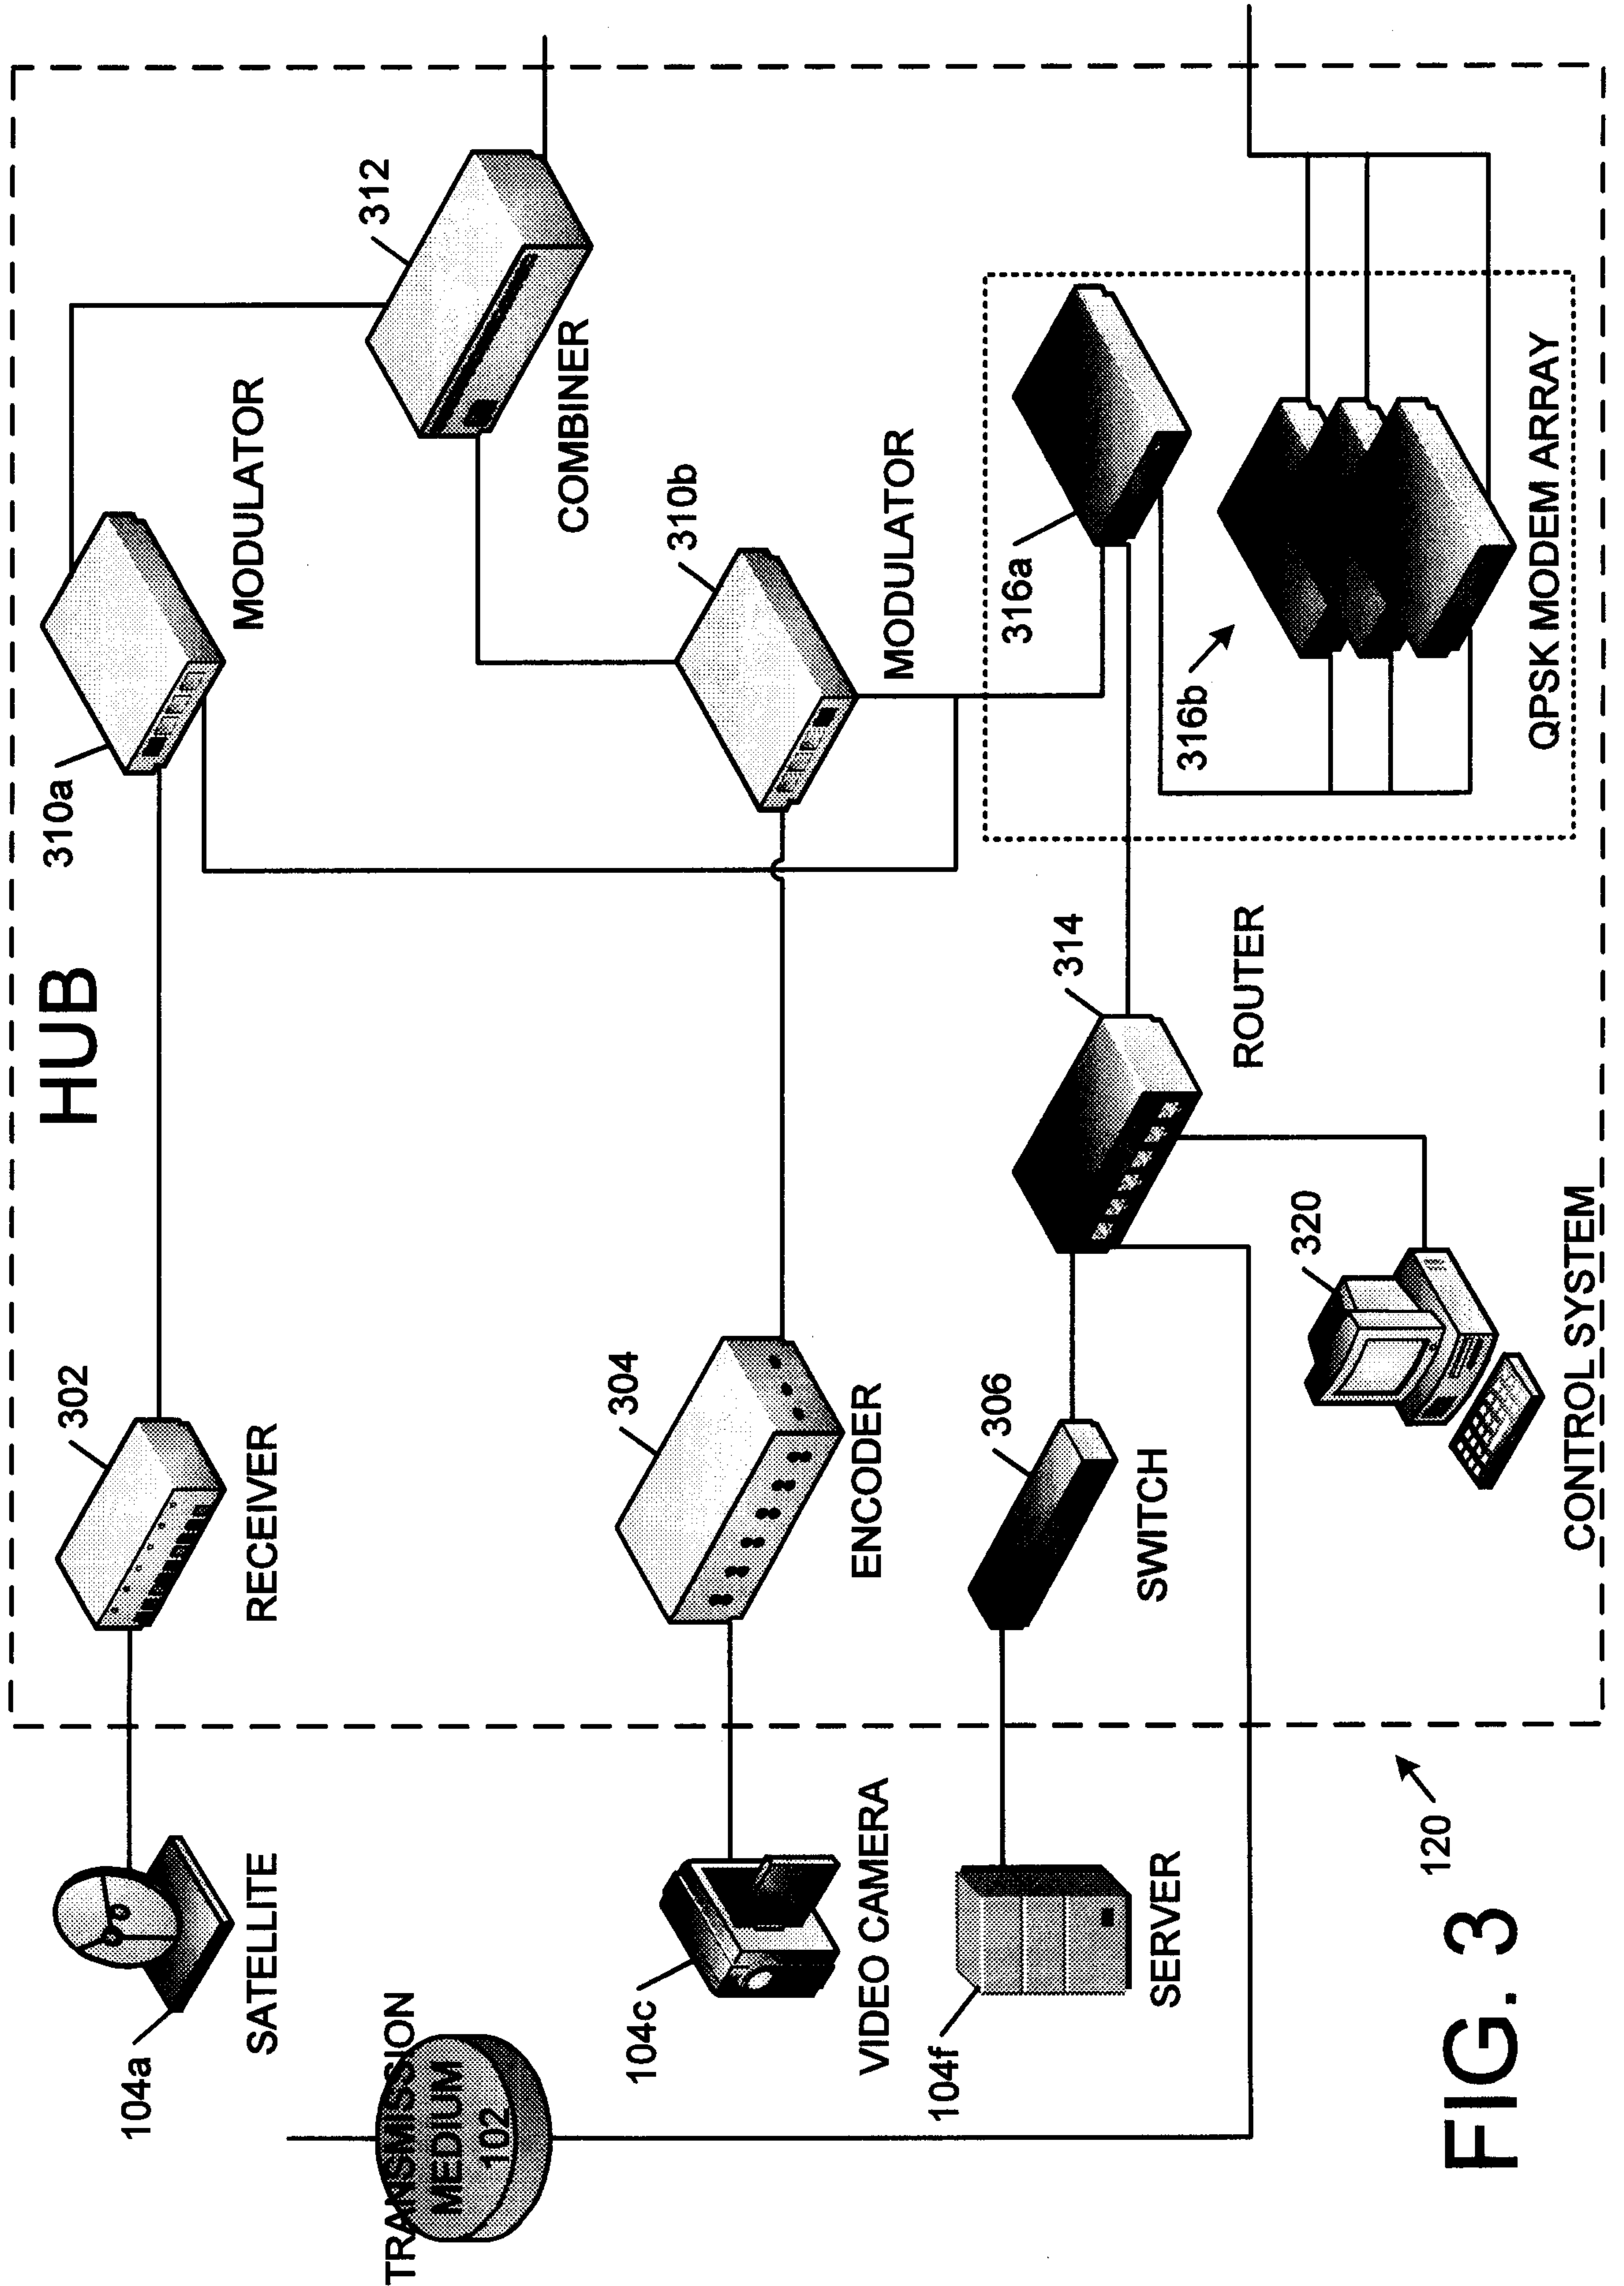 HUB
104a
SATELLITE
302
RECEIVER
310a
MODULATOR
312
COMBINER
TRANSMISSION
MEDIUM
102
104c
VIDEO CAMERA
304
ENCODER
310b
MODULATOR
104f
SERVER
306
SWITCH
314
ROUTER
316a
316b
QPSK MODEM ARRAY
320
CONTROL SYSTEM
120
FIG. 3